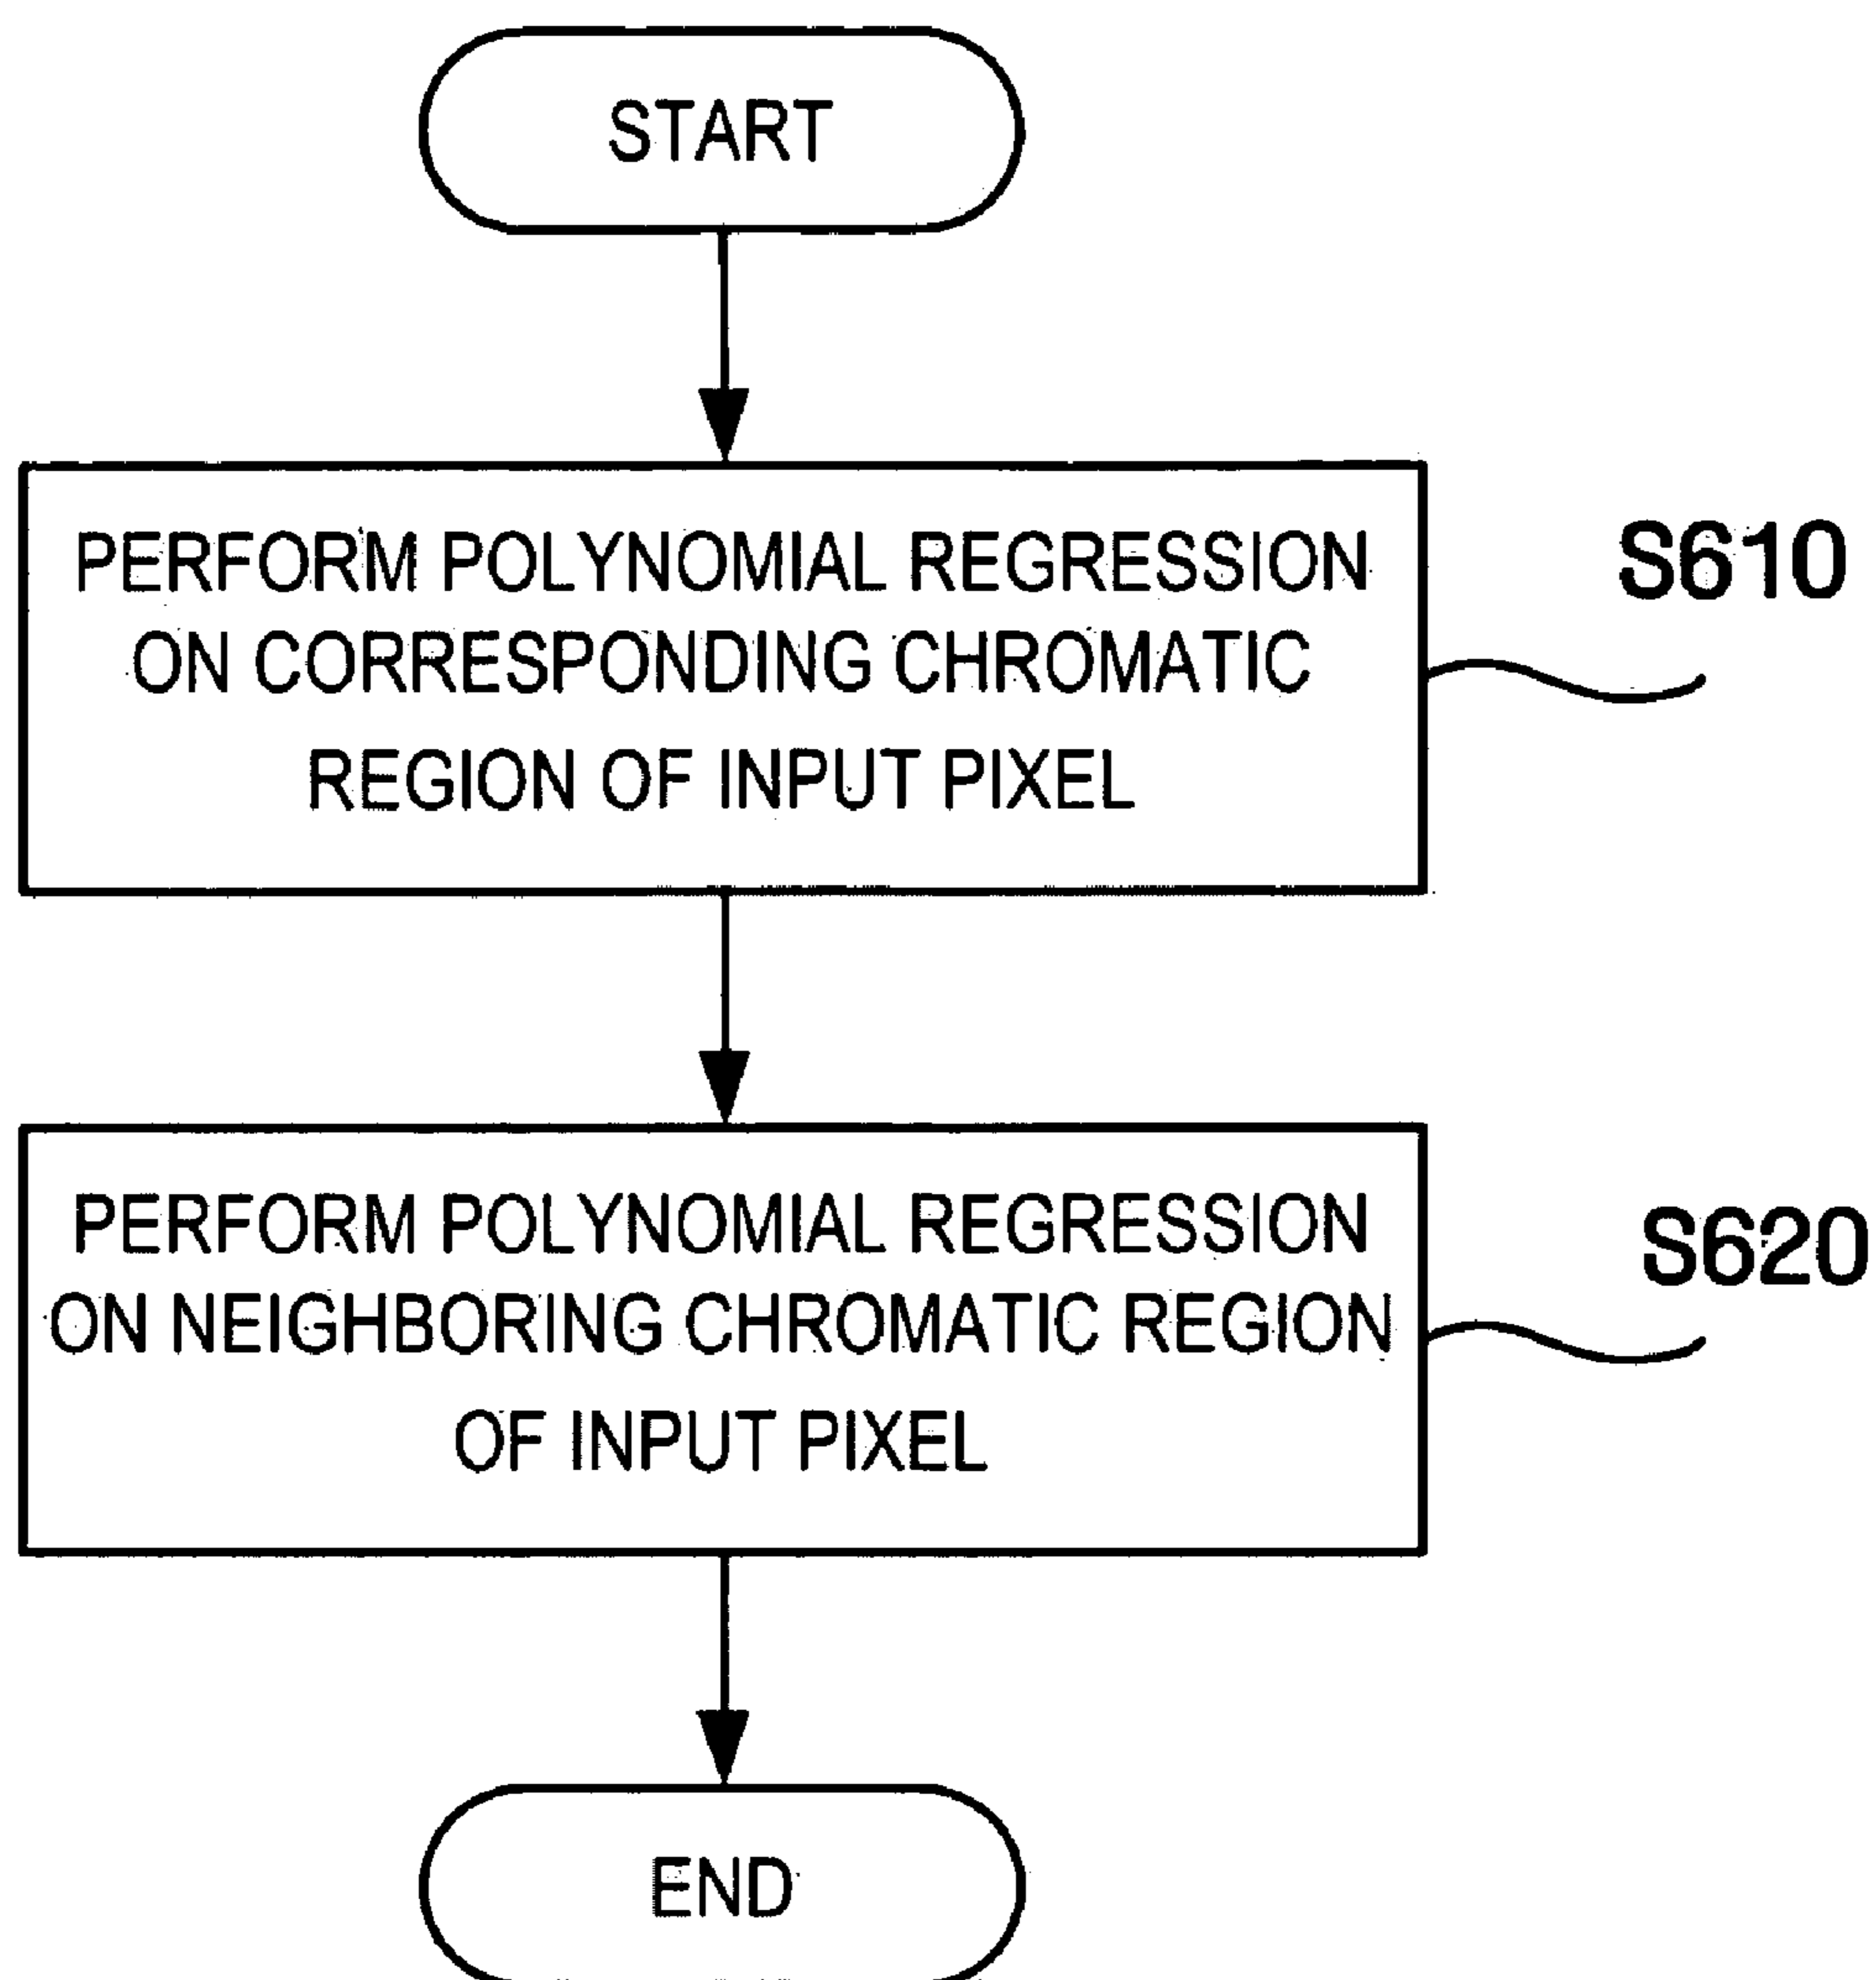 START
PERFORM POLYNOMIAL REGRESSION
ON CORRESPONDING CHROMATIC
REGION OF INPUT PIXEL
S610
PERFORM POLYNOMIAL REGRESSION
ON NEIGHBORING CHROMATIC REGION
OF INPUT PIXEL
S620
END